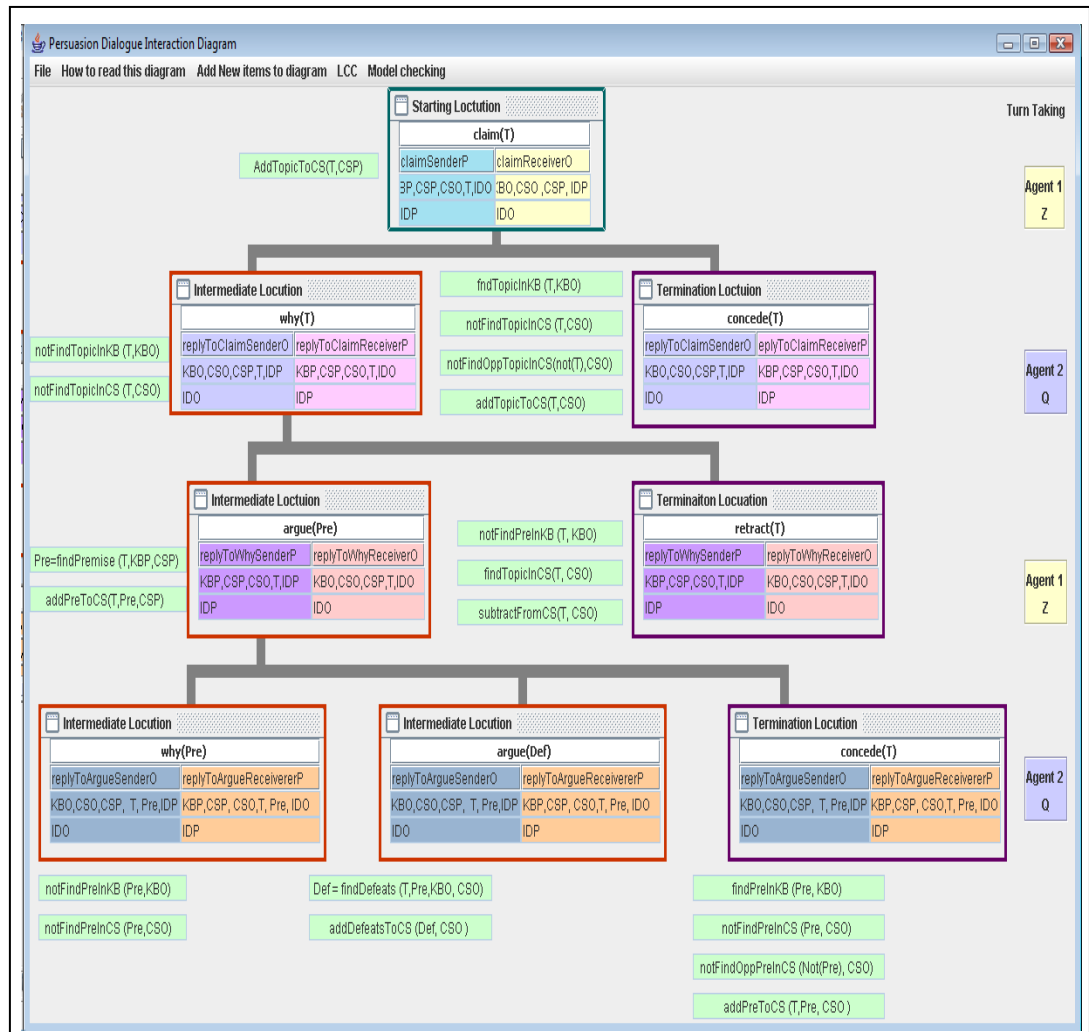 Persuasion Dialogue Interaction Diagram
File How to read this diagram Add New items to diagram LCC Model checking
Starting Loctution
Turn Taking
claim(T)
AddTopicToCS(T,CSP)
claimSenderP claimReceiverO
BP,CSP,CSO,T,IDO KBO,CSO ,CSP, IDP
IDP IDO
Agent 1
Z
Intermediate Locution
why(T)
replyToClaimSenderO replyToClaimReceiverP
KBO,CSO,CSP,T,IDP KBP,CSP,CSO,T,IDO
IDO IDP
notFindTopicInKB (T,KBO)
notFindTopicInCS (T,CSO)
fndTopicInKB (T,KBO)
notFindTopicInCS (T,CSO)
notFindOppTopicInCS(not(T),CSO)
addTopicToCS(T,CSO)
Termination Loctuion
concede(T)
replyToClaimSenderO eplyToClaimReceiverP
KBO,CSO,CSP,T,IDP KBP,CSP,CSO,T,IDO
IDO IDP
Agent 2
Q
Intermediate Loctuion
argue(Pre)
replyToWhySenderP replyToWhyReceiverO
KBP,CSP,CSO,T,IDP KBO,CSO,CSP,T,IDO
IDP IDO
Pre=findPremise (T,KBP,CSP)
addPreToCS(T,Pre,CSP)
notFindPreInKB (T, KBO)
findTopicInCS(T, CSO)
subtractFromCS(T, CSO)
Terminaiton Locuation
retract(T)
replyToWhySenderP replyToWhyReceiverO
KBP,CSP,CSO,T,IDP KBO,CSO,CSP,T,IDO
IDP IDO
Agent 1
Z
Intermediate Locution
why(Pre)
replyToArgueSenderO replyToArgueReceivererP
KBO,CSO,CSP, T, Pre,IDP KBP,CSP, CSO,T, Pre, IDO
IDO IDP
Intermediate Locution
argue(Def)
replyToArgueSenderO replyToArgueReceivererP
KBO,CSO,CSP, T, Pre,IDP KBP,CSP, CSO,T, Pre, IDO
IDO IDP
Termination Locution
concede(T)
replyToArgueSenderO replyToArgueReceivererP
KBO,CSO,CSP, T, Pre,IDP KBP,CSP, CSO,T, Pre, IDO
IDO IDP
Agent 2
Q
notFindPreInKB (Pre,KBO)
notFindPreInCS (Pre,CSO)
Def = findDefeats (T,Pre,KBO, CSO)
addDefeatsToCS (Def, CSO )
findPreInKB (Pre, KBO)
notFindPreInCS (Pre, CSO)
notFindOppPreInCS (Not(Pre), CSO)
addPreToCS (T,Pre, CSO )